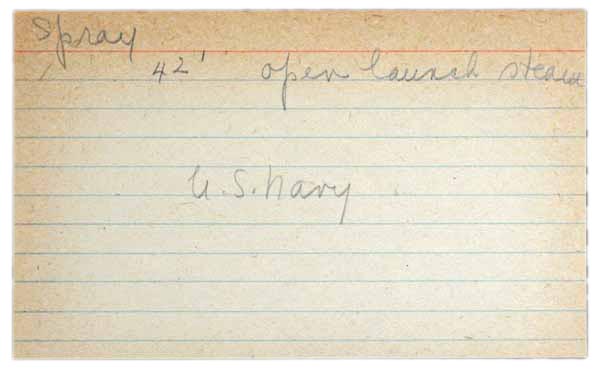 Spray
42' open launch steam
U.S. Navy